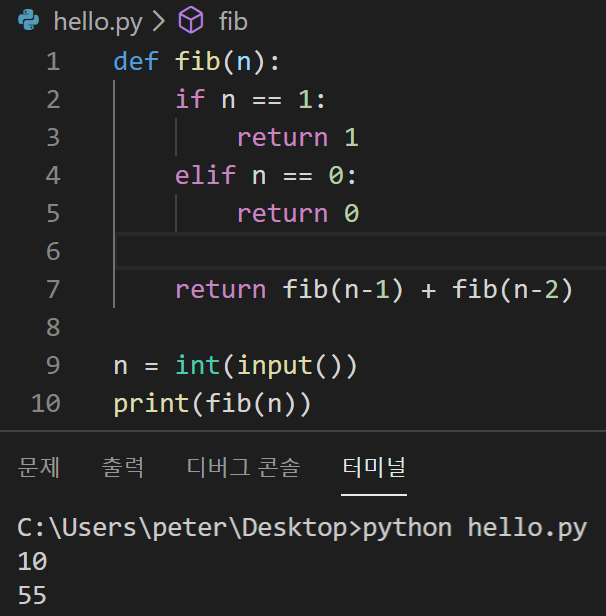 hello.py > fib
1 def fib(n):
2 if n == 1:
3 return 1
4 elif n == 0:
5 return 0
6
7 return fib(n-1) + fib(n-2)
8
9 n = int(input())
10 print(fib(n))
문제 출력 디버그 콘솔 터미널
C:\Users\peter\Desktop>python hello.py
10
55